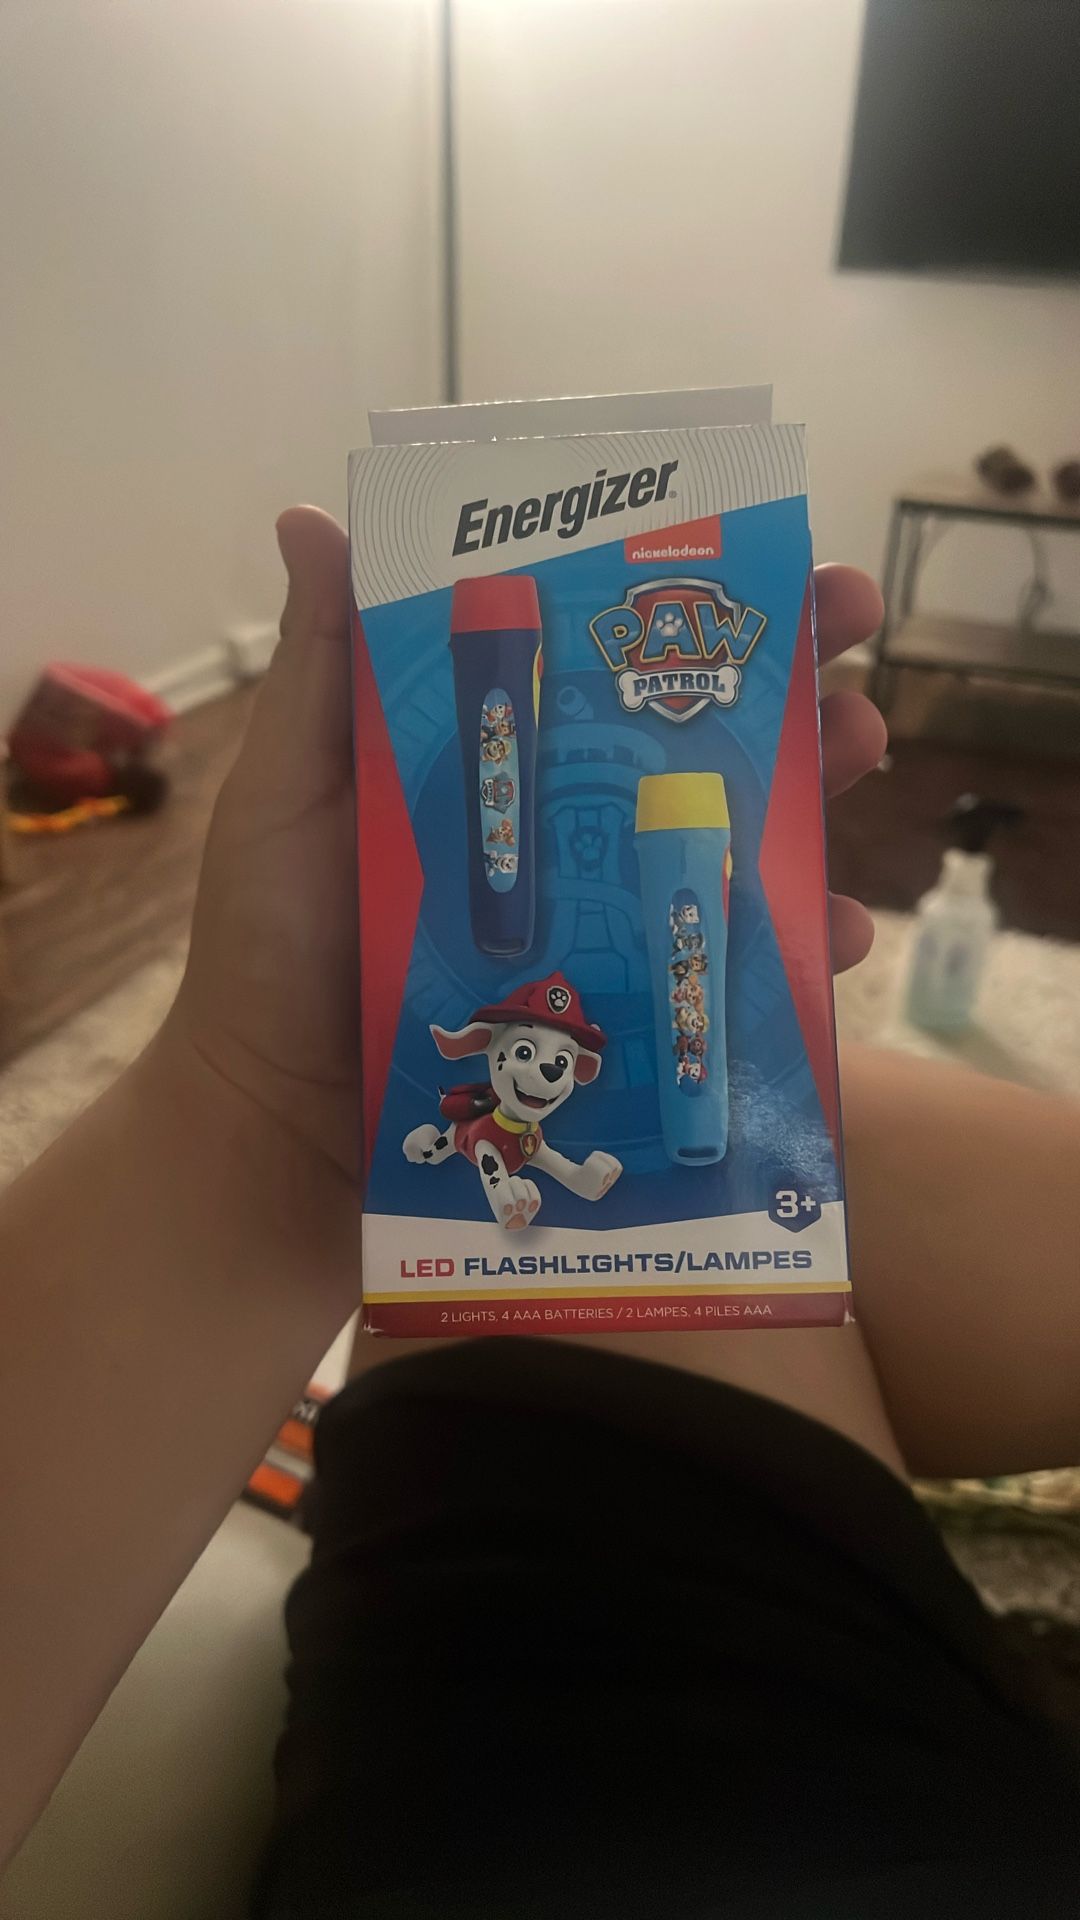 Energizer
nickelodeon
PAW
PATROL
3+
LED FLASHLIGHTS/LAMPES
2 LIGHTS, 4 AAA BATTERIES / 2 LAMPES, 4 PILES AAA